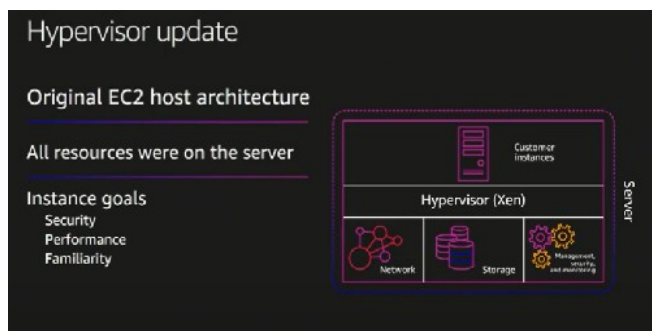 Hypervisor update
Original EC2 host architecture
All resources were on the server
Instance goals
Security
Performance
Familiarity
Customer
instances
Hypervisor (Xen)
Network
Storage
Management,
security,
and monitoring
Server